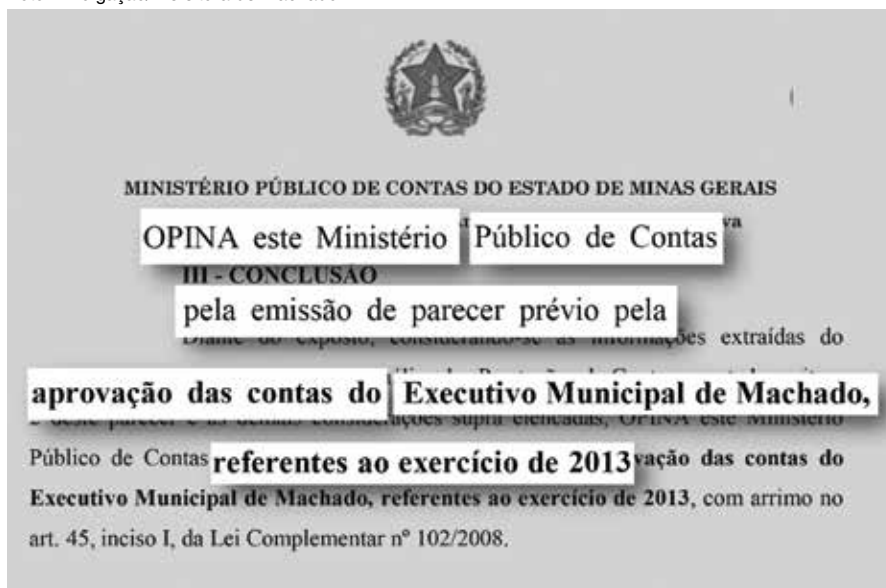 MINISTÉRIO PÚBLICO DE CONTAS DO ESTADO DE MINAS GERAIS
OPINA este Ministério Público de Contas
III - CONCLUSÃO
pela emissão de parecer prévio pela
Diante do exposto, considerando-se as informações extraídas do
aprovação das contas do Executivo Municipal de Machado,
e deste parecer e as demais considerações supra elencadas, OPINA este Ministério
Público de Contas referentes ao exercício de 2013 vação das contas do
Executivo Municipal de Machado, referentes ao exercício de 2013, com arrimo no
art. 45, inciso I, da Lei Complementar nº 102/2008.